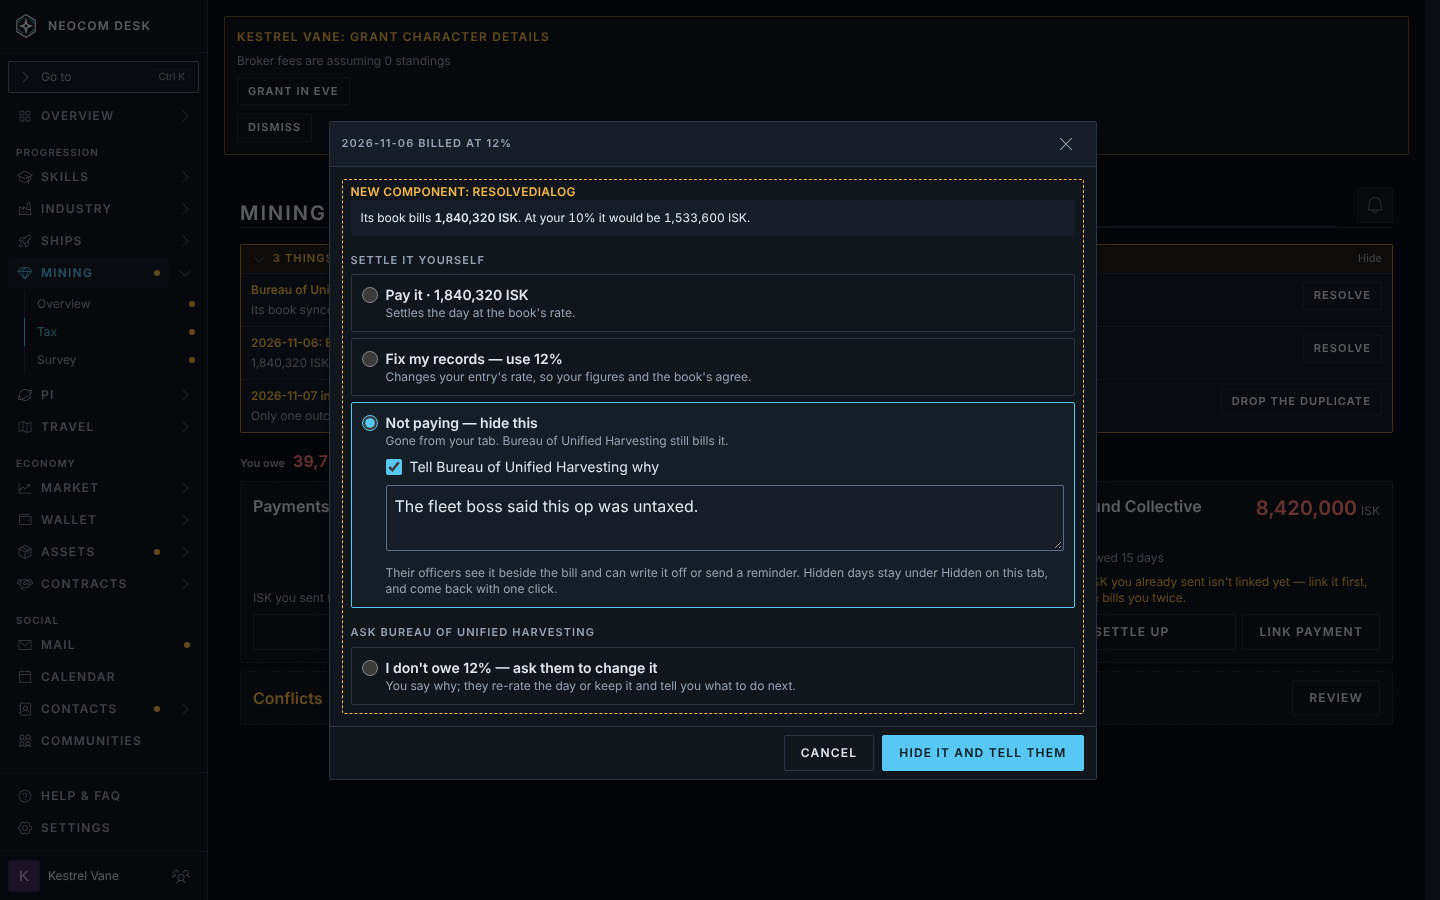 NEOCOM DESK
Go to
Ctrl K
OVERVIEW
PROGRESSION
SKILLS
INDUSTRY
SHIPS
MINING
Overview
Tax
Survey
PI
TRAVEL
ECONOMY
MARKET
WALLET
ASSETS
CONTRACTS
SOCIAL
MAIL
CALENDAR
CONTACTS
COMMUNITIES
HELP & FAQ
SETTINGS
K
Kestrel Vane
KESTREL VANE: GRANT CHARACTER DETAILS
Broker fees are assuming 0 standings
GRANT IN EVE
DISMISS
MINING
3 THINGS
Hide
Bureau of Uni
Its book sync
RESOLVE
2026-11-06:
1,840,320 ISK
RESOLVE
2026-11-07 in
Only one
DROP THE DUPLICATE
You owe 39,7
Payments
ISK you sent
und Collective
8,420,000 ISK
wed 15 days
SK you already sent isn't linked yet — link it first,
bills you twice.
SETTLE UP
LINK PAYMENT
Conflicts
REVIEW
2026-11-06 BILLED AT 12%
NEW COMPONENT: RESOLVEDIALOG
Its book bills 1,840,320 ISK. At your 10% it would be 1,533,600 ISK.
SETTLE IT YOURSELF
Pay it · 1,840,320 ISK
Settles the day at the book's rate.
Fix my records — use 12%
Changes your entry's rate, so your figures and the book's agree.
Not paying — hide this
Gone from your tab. Bureau of Unified Harvesting still bills it.
Tell Bureau of Unified Harvesting why
The fleet boss said this op was untaxed.
Their officers see it beside the bill and can write it off or send a reminder. Hidden days stay under Hidden on this tab,
and come back with one click.
ASK BUREAU OF UNIFIED HARVESTING
I don't owe 12% — ask them to change it
You say why; they re-rate the day or keep it and tell you what to do next.
CANCEL
HIDE IT AND TELL THEM